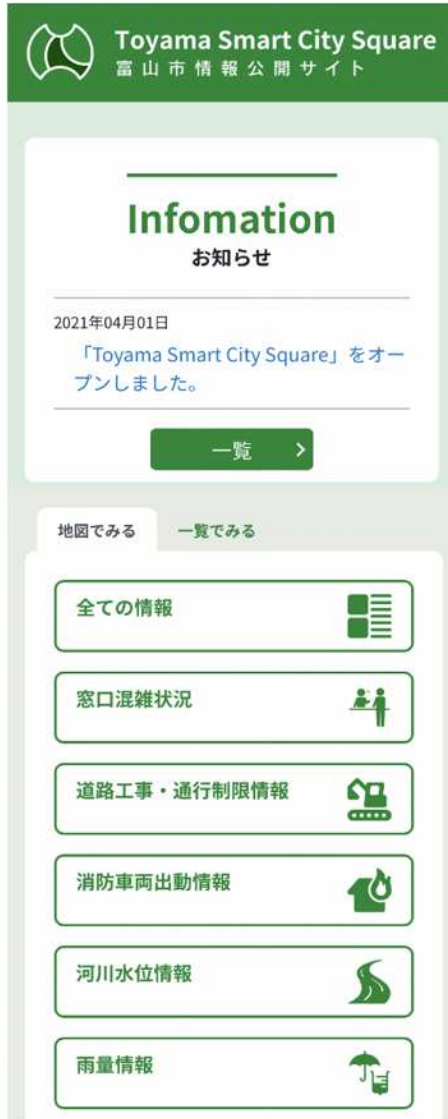 Toyama Smart City Square
富山市情報公開サイト
Infomation
お知らせ
2021年04月01日
「Toyama Smart City Square」をオー
プンしました。
一覧
地図でみる
一覧でみる
全ての情報
窓口混雑状況
道路工事・通行制限情報
消防車両出動情報
河川水位情報
雨量情報